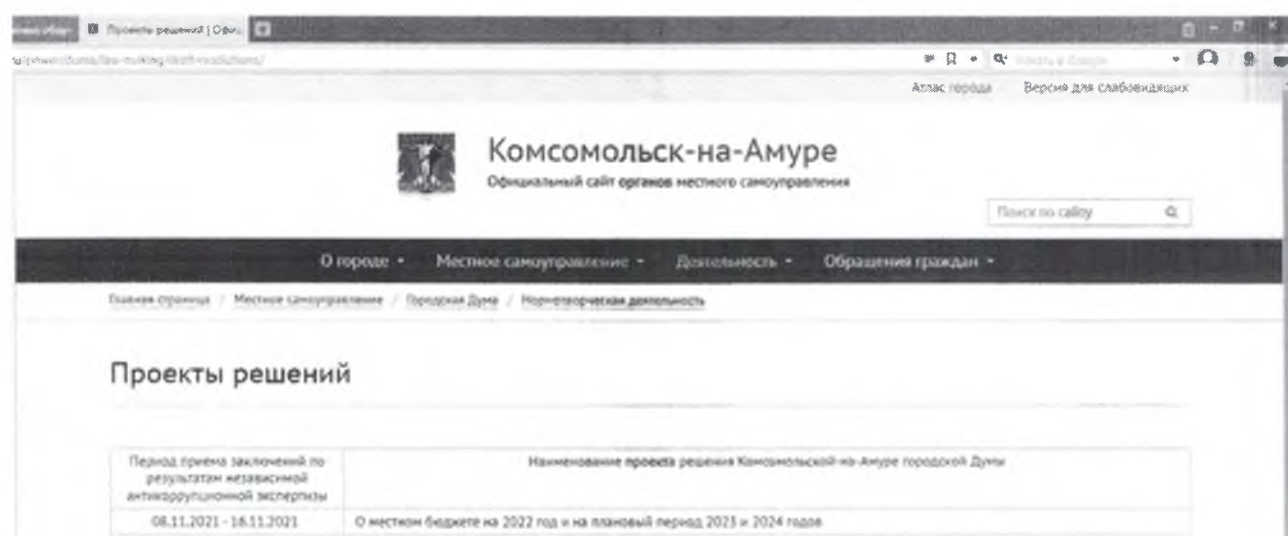 Проекты решений | Офи...
Атлас города Версия для слабовидящих
Комсомольск-на-Амуре
Официальный сайт органов местного самоуправления
Поиск по сайту
О городе Местное самоуправление Деятельность Обращения граждан
Главная страница / Местное самоуправление / Городская Дума / Нормотворческая деятельность
Проекты решений
Период приема заключений по
результатам независимой
антикоррупционной экспертизы
Наименование проекта решения Комсомольской-на-Амуре городской Думы
08.11.2021 - 16.11.2021 О местном бюджете на 2022 год и на плановый период 2023 и 2024 годов